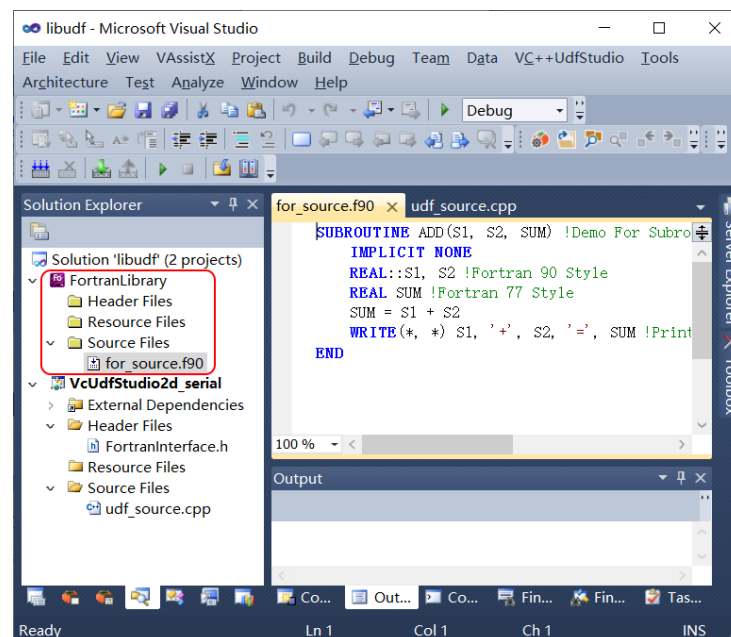 libudf - Microsoft Visual Studio
File Edit View VAssistX Project Build Debug Team Data VC++UdfStudio Tools
Architecture Test Analyze Window Help
Debug
Solution Explorer
for_source.f90 udf_source.cpp
Solution 'libudf' (2 projects)
FortranLibrary
Header Files
Resource Files
Source Files
for_source.f90
VcUdfStudio2d_serial
External Dependencies
Header Files
FortranInterface.h
Resource Files
Source Files
udf_source.cpp
SUBROUTINE ADD(S1, S2, SUM) !Demo For Subro
IMPLICIT NONE
REAL::S1, S2 !Fortran 90 Style
REAL SUM !Fortran 77 Style
SUM = S1 + S2
WRITE(*, *) S1, '+', S2, '=', SUM !Print
END
100 %
Output
Server Explorer
Toolbox
Co... Out... Co... Fin... Fin... Tas...
Ready Ln 1 Col 1 Ch 1 INS